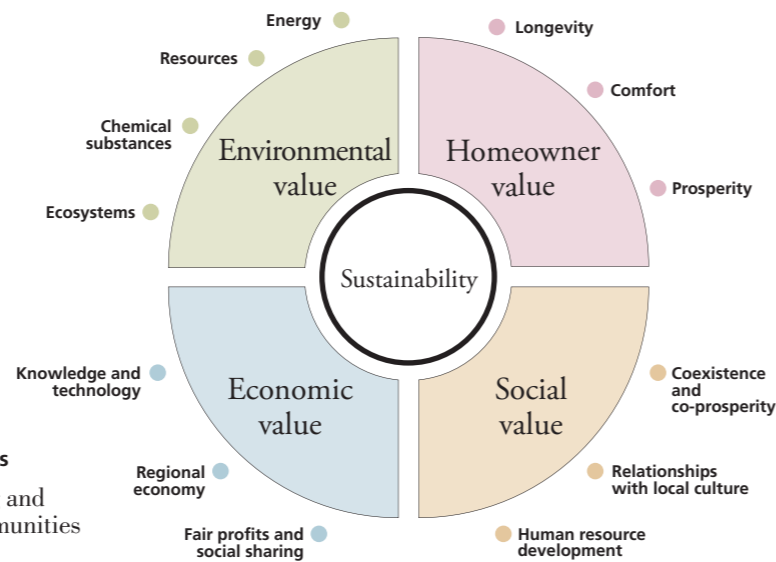 Energy
Resources
Chemical
substances
Ecosystems
Longevity
Comfort
Prosperity
Environmental
value
Homeowner
value
Sustainability
Economic
value
Social
value
Knowledge and
technology
Regional
economy
Fair profits and
social sharing
Coexistence
and
co-prosperity
Relationships
with local culture
Human resource
development
and